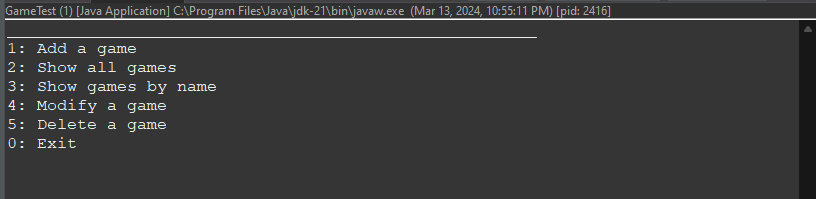 GameTest (1) [Java Application] C:\Program Files\Java\jdk-21\bin\javaw.exe (Mar 13, 2024, 10:55:11 PM) [pid: 2416]
_____________________________________________________
1: Add a game
2: Show all games
3: Show games by name
4: Modify a game
5: Delete a game
0: Exit